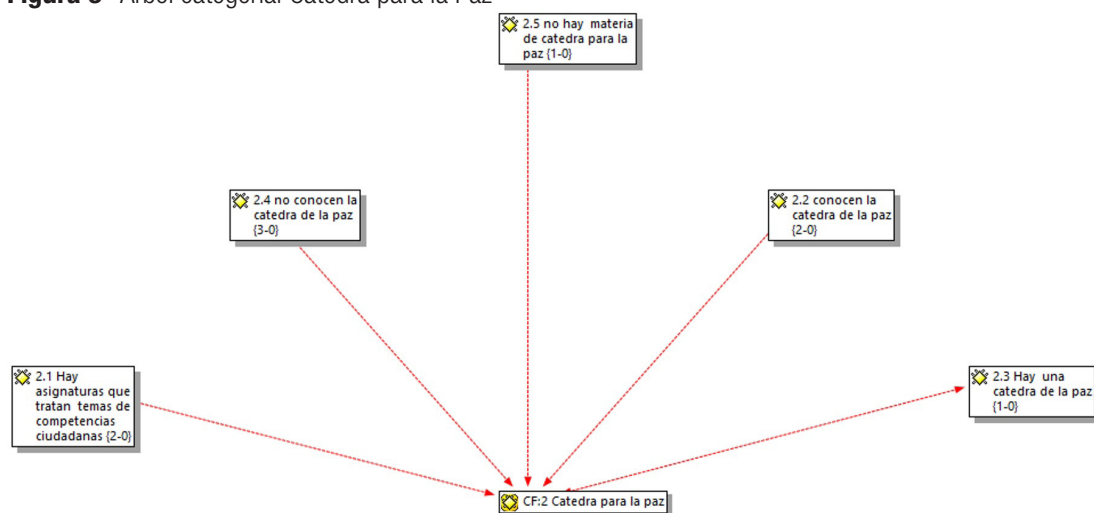 Figura 3 Árbol categorial Cátedra para la Paz
2.5 no hay materia
de catedra para la
paz {1-0}
2.4 no conocen la
catedra de la paz
{3-0}
2.2 conocen la
catedra de la paz
{2-0}
2.1 Hay
asignaturas que
tratan temas de
competencias
ciudadanas {2-0}
2.3 Hay una
catedra de la paz
{1-0}
CF:2 Catedra para la paz